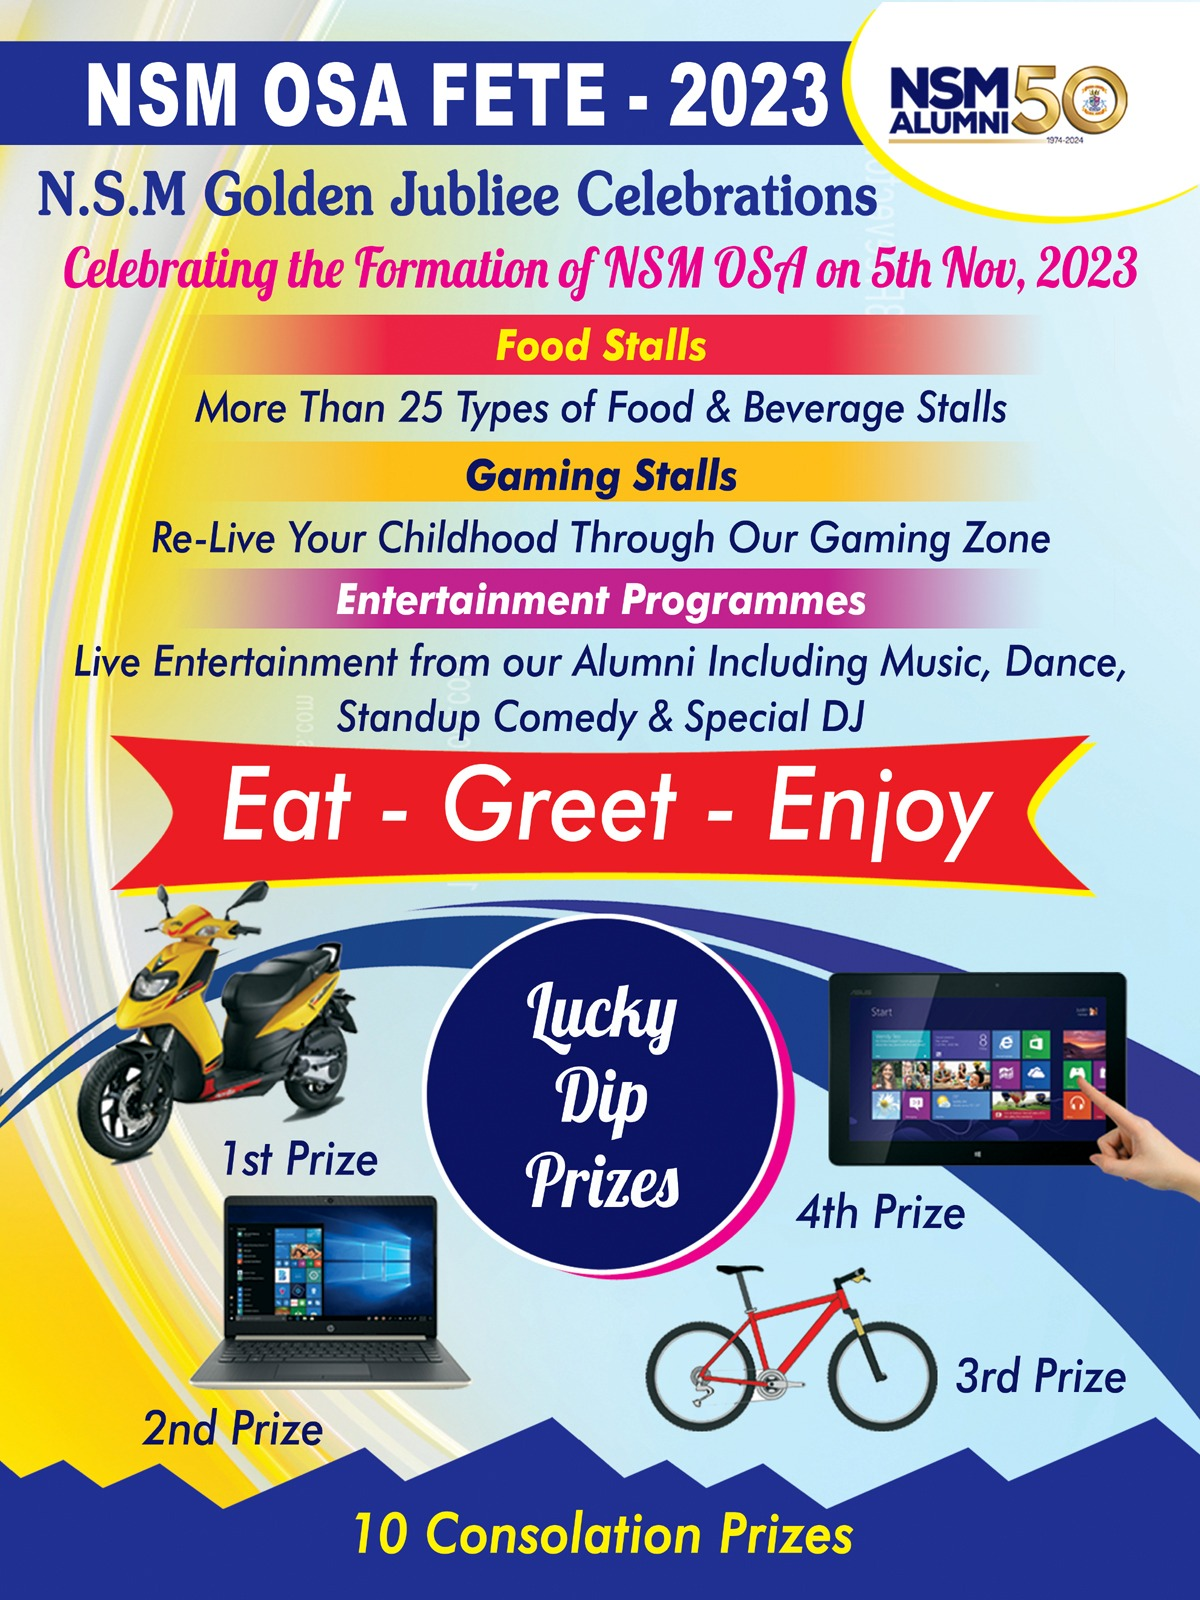 NSM OSA FETE - 2023
NSM
ALUMNI
50
1974-2024
N.S.M Golden Jubliee Celebrations
Celebrating the Formation of NSM OSA on 5th Nov, 2023
Food Stalls
More Than 25 Types of Food & Beverage Stalls
Gaming Stalls
Re-Live Your Childhood Through Our Gaming Zone
Entertainment Programmes
Live Entertainment from our Alumni Including Music, Dance,
Standup Comedy & Special DJ
Eat - Greet - Enjoy
Lucky
Dip
Prizes
1st Prize
ASUS
Start
8
4th Prize
2nd Prize
3rd Prize
10 Consolation Prizes